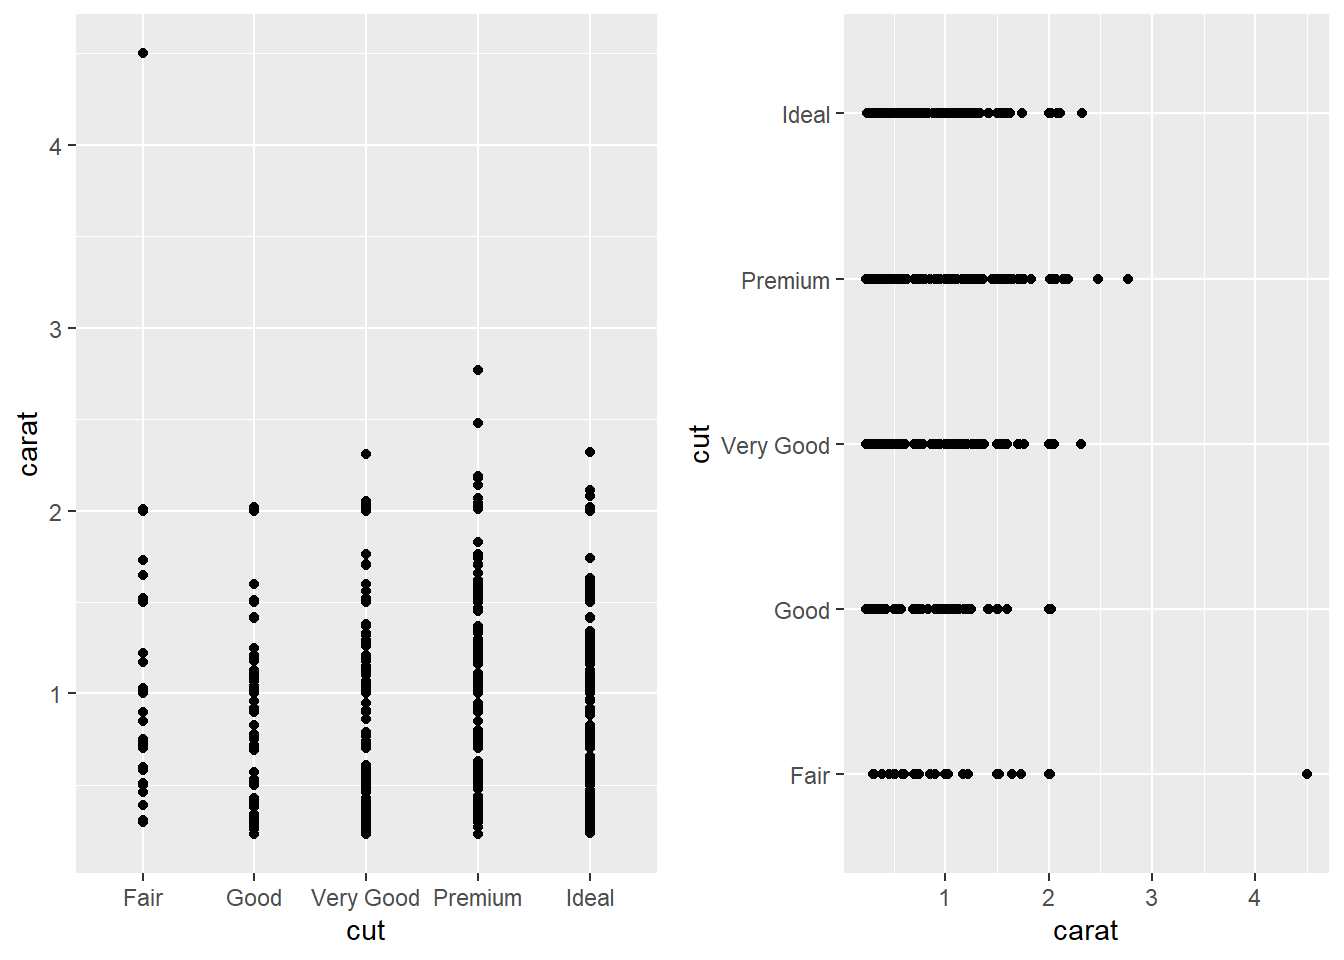 4
3
2
1
carat
Fair Good Very Good Premium Ideal
cut
Ideal
Premium
Very Good
Good
Fair
cut
1 2 3 4
carat